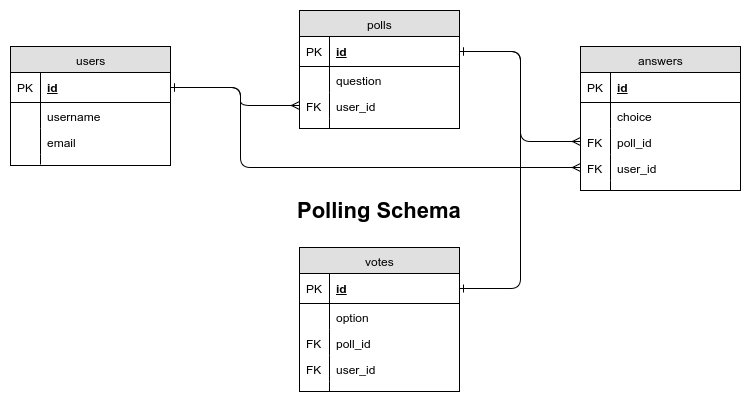 polls
PK id
question
FK user_id
users
PK id
username
email
answers
PK id
choice
FK poll_id
FK user_id
Polling Schema
votes
PK id
option
FK poll_id
FK user_id